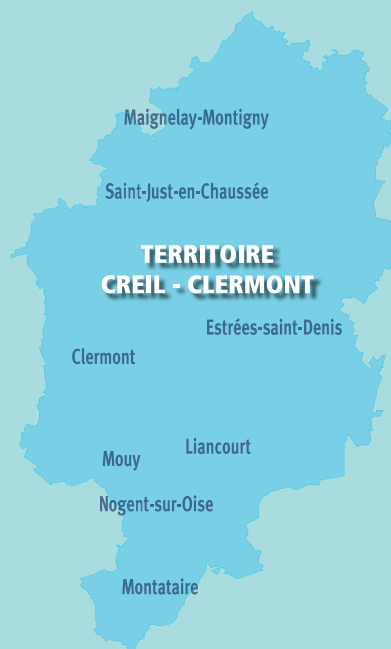 Maignelay-Montigny
Saint-Just-en-Chaussée
TERRITOIRE
CREIL - CLERMONT
Estrées-saint-Denis
Clermont
Liancourt
Mouy
Nogent-sur-Oise
Montataire